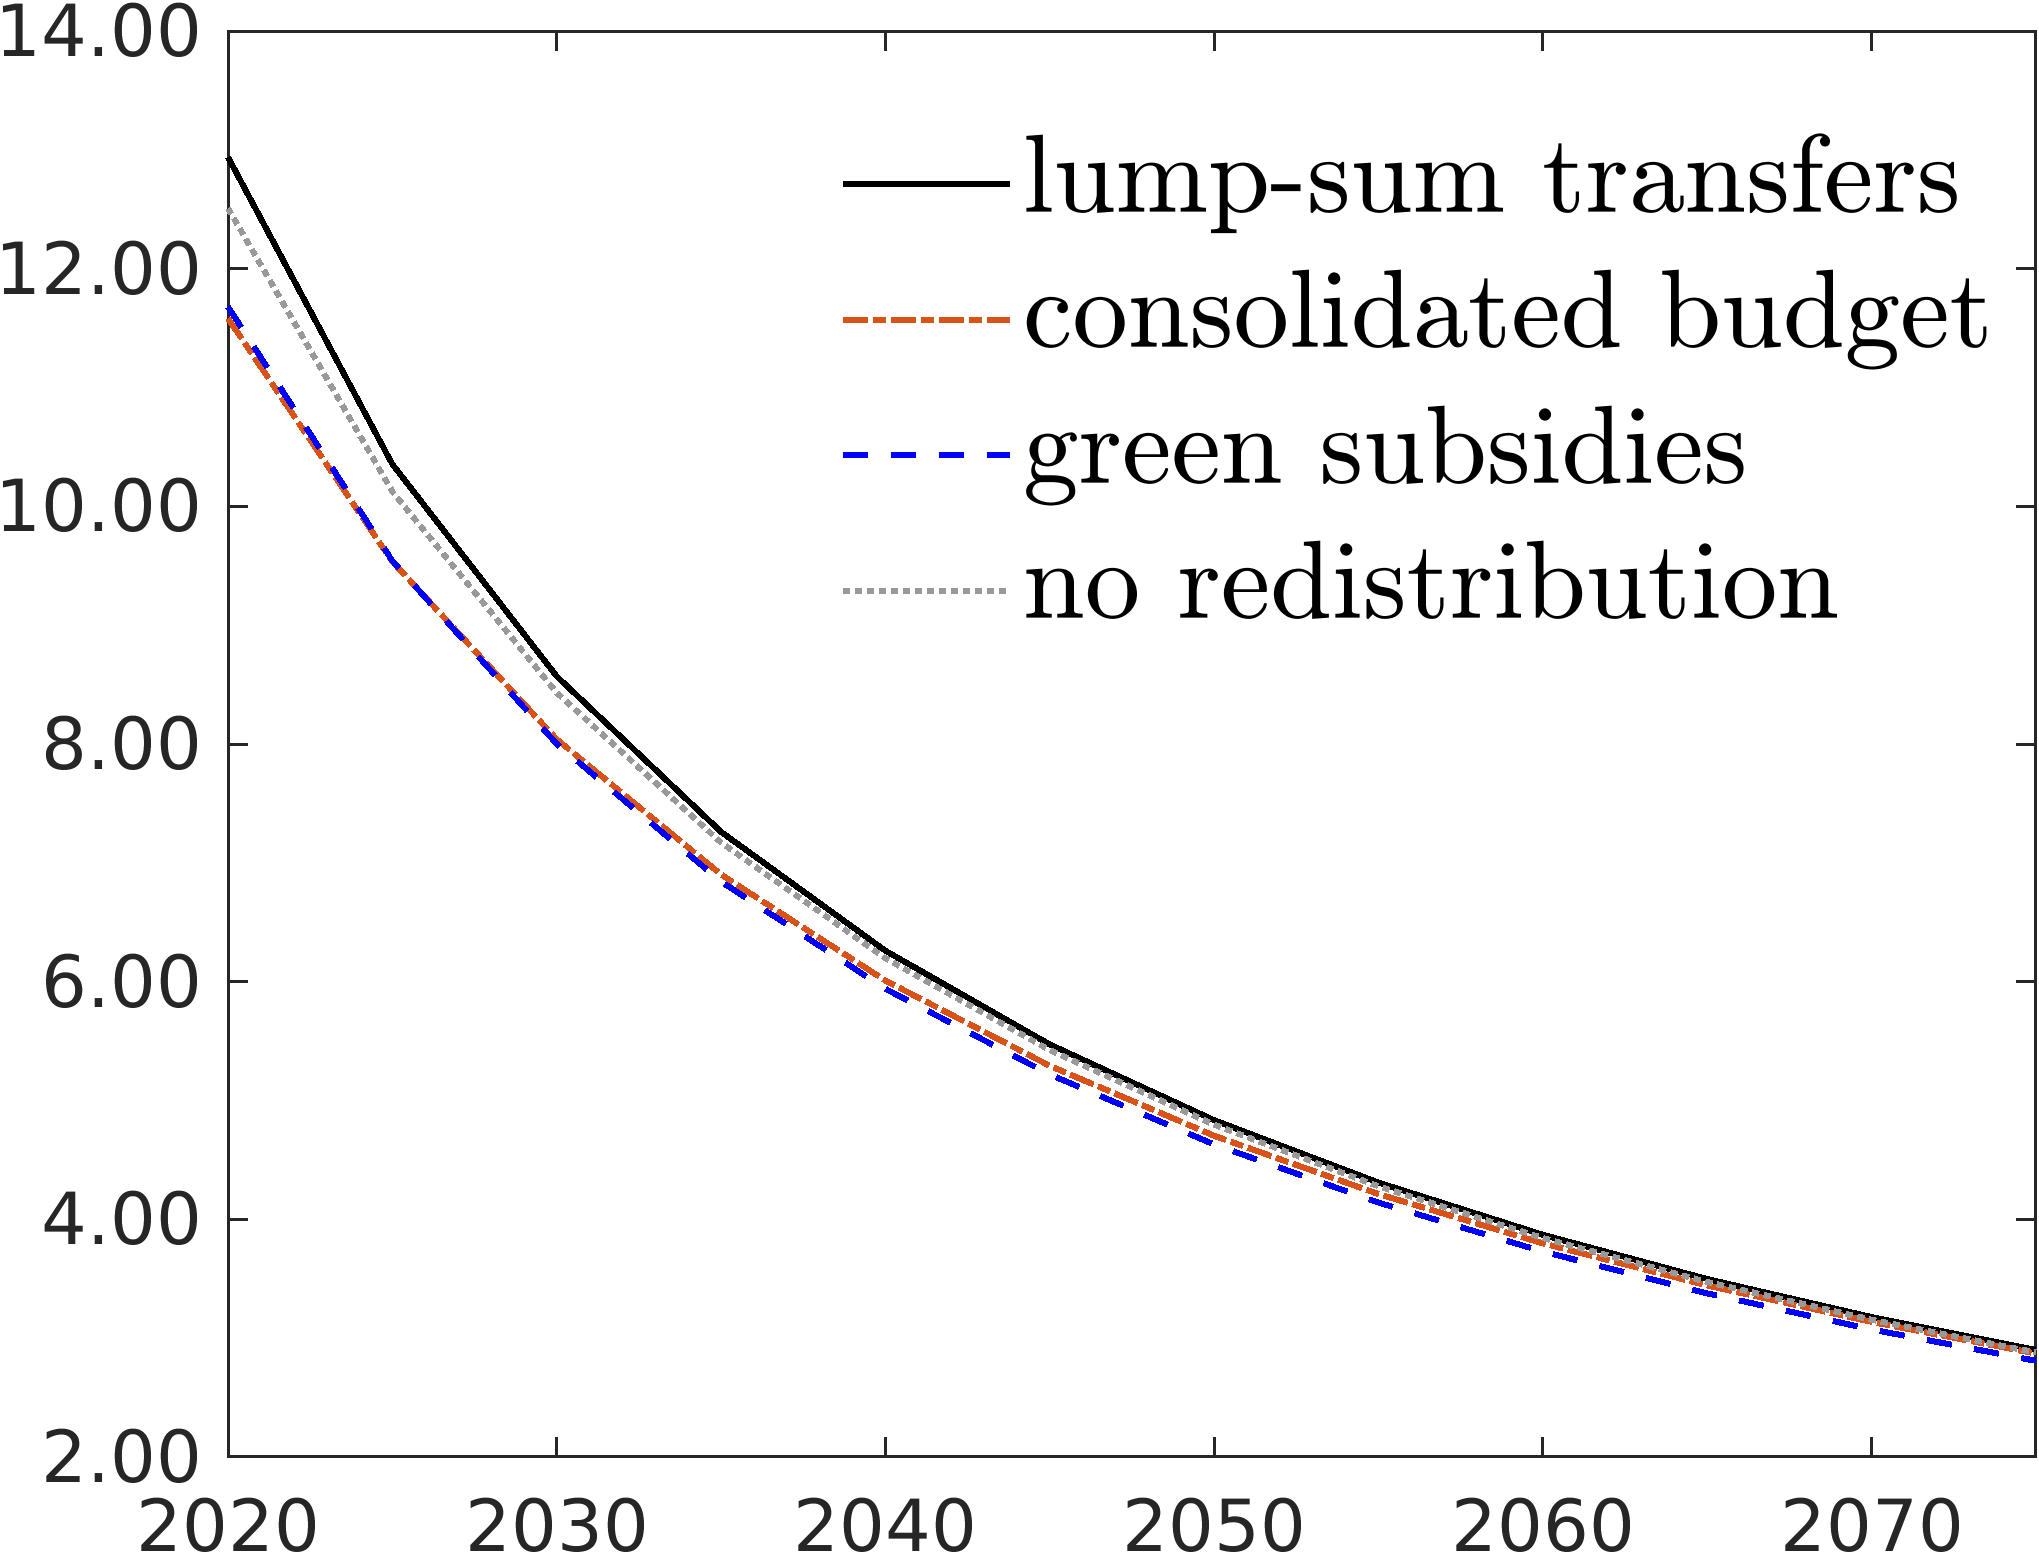 14.00
12.00
10.00
8.00
6.00
4.00
2.00
2020 2030 2040 2050 2060 2070
lump-sum transfers
consolidated budget
green subsidies
no redistribution